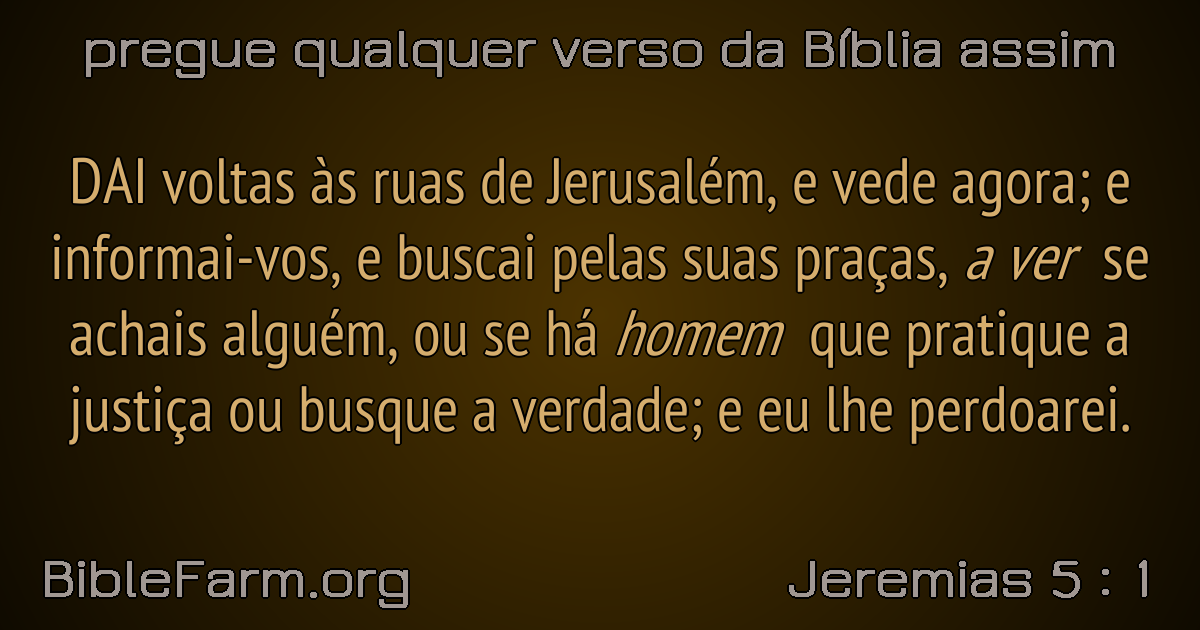 pregue qualquer verso da Bíblia assim
DAI voltas às ruas de Jerusalém, e vede agora; e
informai-vos, e buscai pelas suas praças, a ver se
achais alguém, ou se há homem que pratique a
justiça ou busque a verdade; e eu lhe perdoarei.
BibleFarm.org
Jeremias 5 : 1